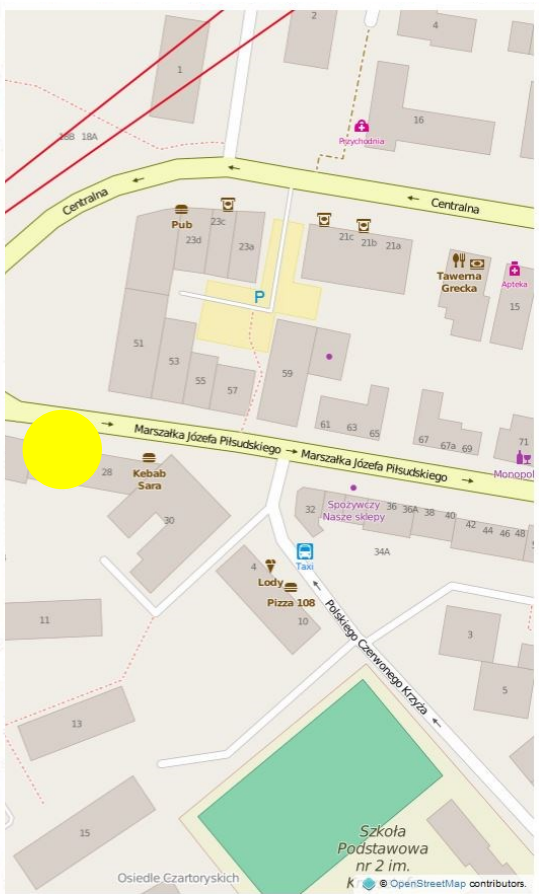 2
4
1
16
18B 18A
Przychodnia
Centralna
Centralna
23c
Pub
23d
23a
21c
21b
21a
Tawerna
Grecka
Apteka
15
P
51
53
55
57
59
61
63
65
67
67a
69
71
Marszałka Józefa Piłsudskiego
Marszałka Józefa Piłsudskiego
Monopol
28
Kebab
Sara
30
Spożywczy
Nasze sklepy
32
36
36A
38
40
42
44
46
48
34A
Taxi
4
Lody
Pizza 108
10
Polskiego Czerwonego Krzyża
11
3
5
13
15
Szkoła
Podstawowa
nr 2 im.
Osiedle Czartoryskich
© OpenStreetMap contributors.